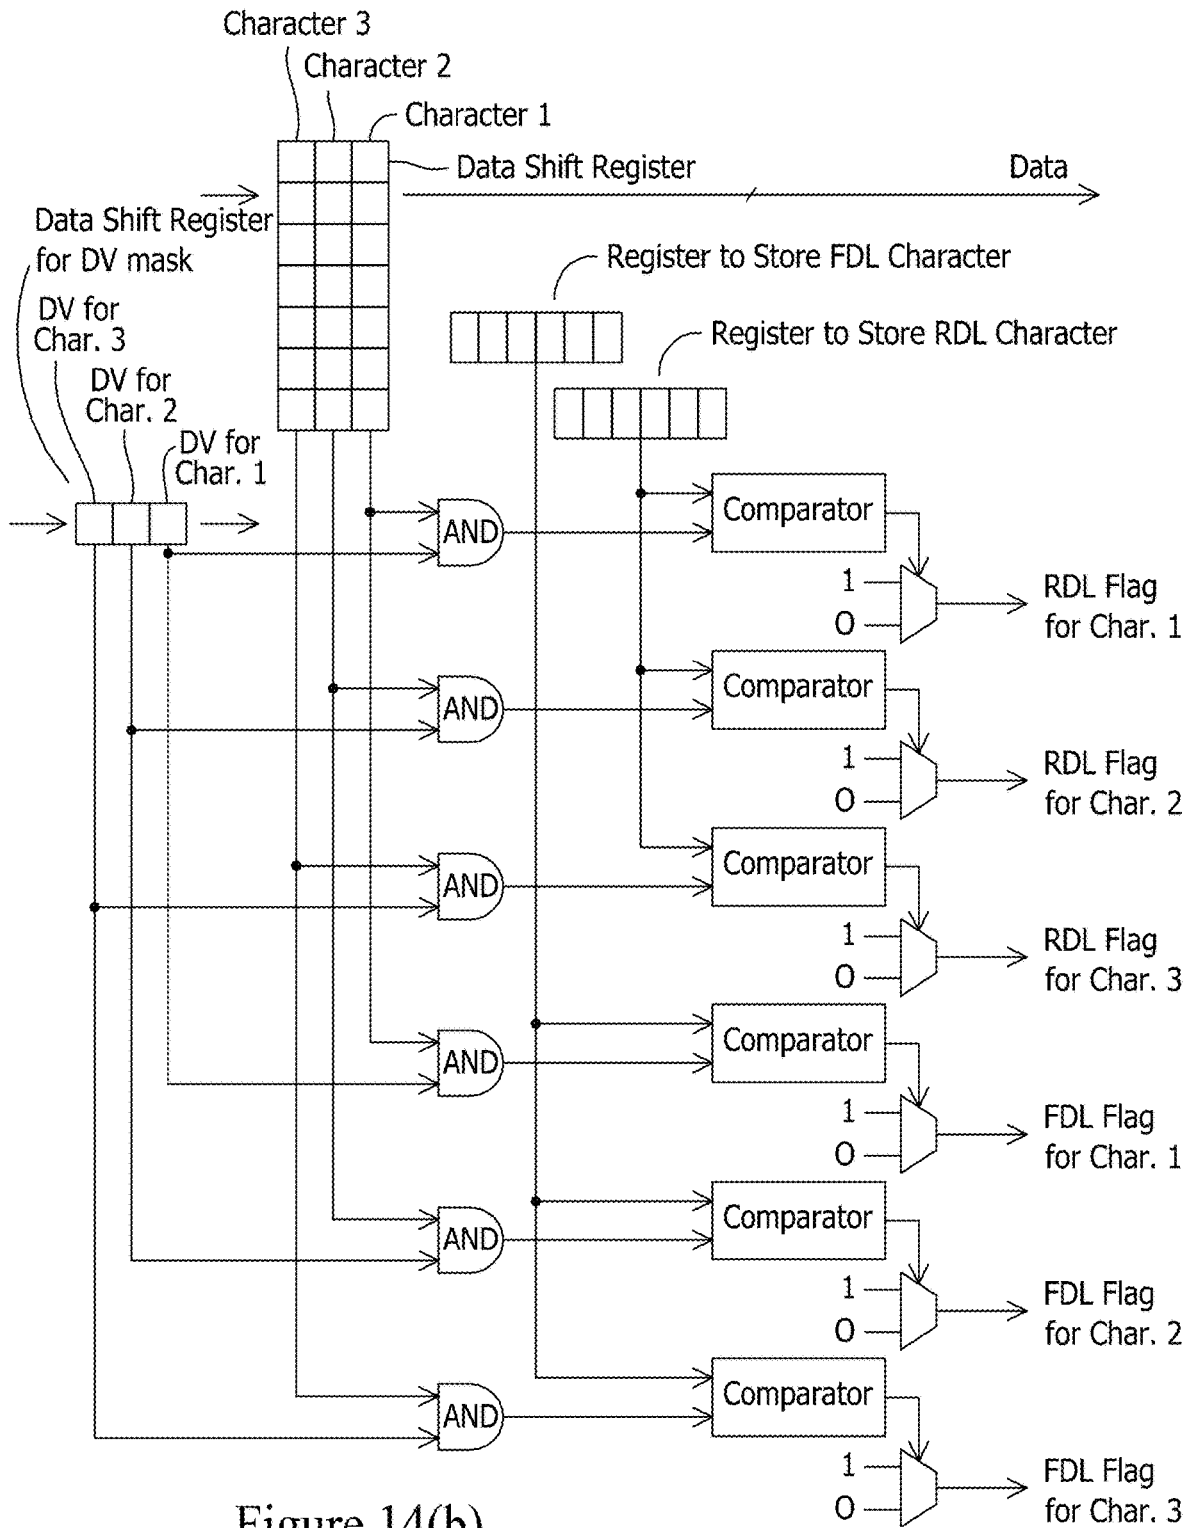 Character 3
Character 2
Character 1
Data Shift Register
Data
Data Shift Register
for DV mask
Register to Store FDL Character
DV for
Char. 3
Register to Store RDL Character
DV for
Char. 2
DV for
Char. 1
AND
Comparator
1
0
RDL Flag
for Char. 1
AND
Comparator
1
0
RDL Flag
for Char. 2
AND
Comparator
1
0
RDL Flag
for Char. 3
AND
Comparator
1
0
FDL Flag
for Char. 1
AND
Comparator
1
0
FDL Flag
for Char. 2
AND
Comparator
1
0
FDL Flag
for Char. 3
Figure 14(b)